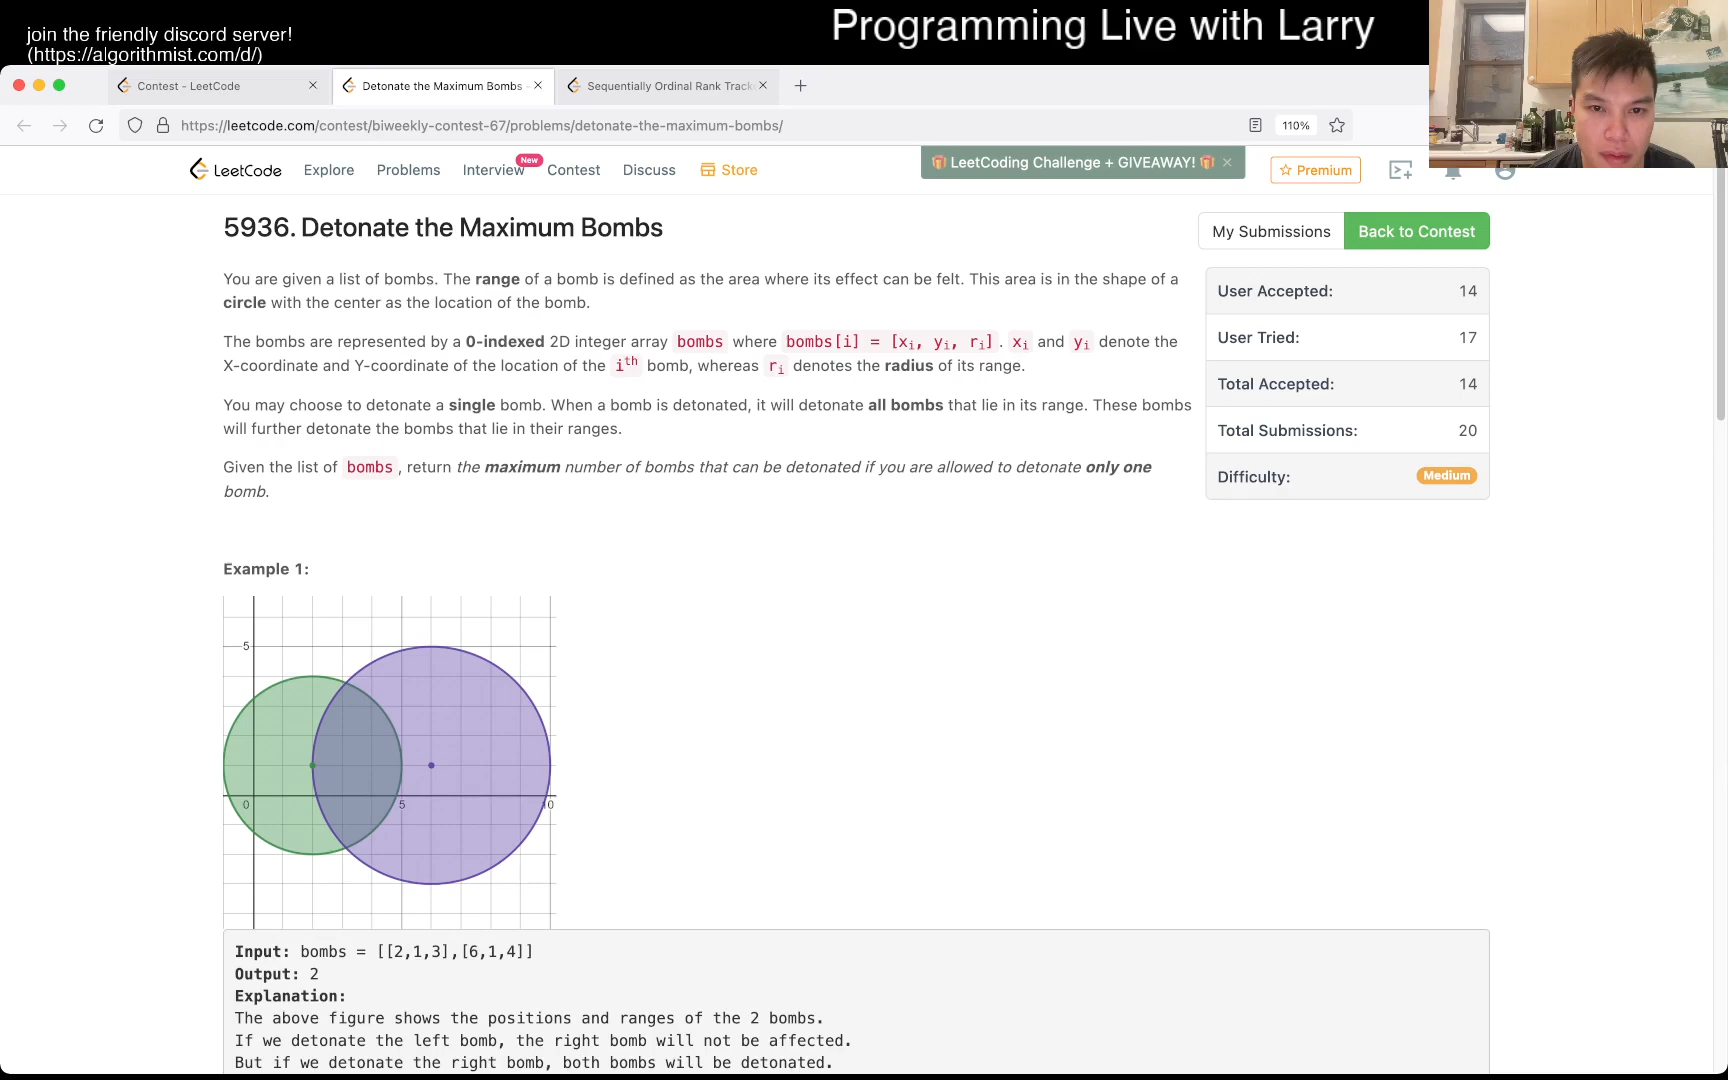 join the friendly discord server!
(https://algorithmist.com/d/)
Programming Live with Larry
Contest - LeetCode
Detonate the Maximum Bombs -
Sequentially Ordinal Rank Track
https://leetcode.com/contest/biweekly-contest-67/problems/detonate-the-maximum-bombs/
110%
LeetCode
Explore
Problems
Interview
New
Contest
Discuss
Store
LeetCoding Challenge + GIVEAWAY!
Premium
5936. Detonate the Maximum Bombs
My Submissions
Back to Contest
You are given a list of bombs. The range of a bomb is defined as the area where its effect can be felt. This area is in the shape of a
circle with the center as the location of the bomb.
The bombs are represented by a 0-indexed 2D integer array bombs where bombs[i] = [xi, yi, ri]. xi and yi denote the
X-coordinate and Y-coordinate of the location of the ith bomb, whereas ri denotes the radius of its range.
You may choose to detonate a single bomb. When a bomb is detonated, it will detonate all bombs that lie in its range. These bombs
will further detonate the bombs that lie in their ranges.
Given the list of bombs, return the maximum number of bombs that can be detonated if you are allowed to detonate only one
bomb.
User Accepted: 14
User Tried: 17
Total Accepted: 14
Total Submissions: 20
Difficulty: Medium
Example 1:
5
0
5
10
Input: bombs = [[2,1,3],[6,1,4]]
Output: 2
Explanation:
The above figure shows the positions and ranges of the 2 bombs.
If we detonate the left bomb, the right bomb will not be affected.
But if we detonate the right bomb, both bombs will be detonated.